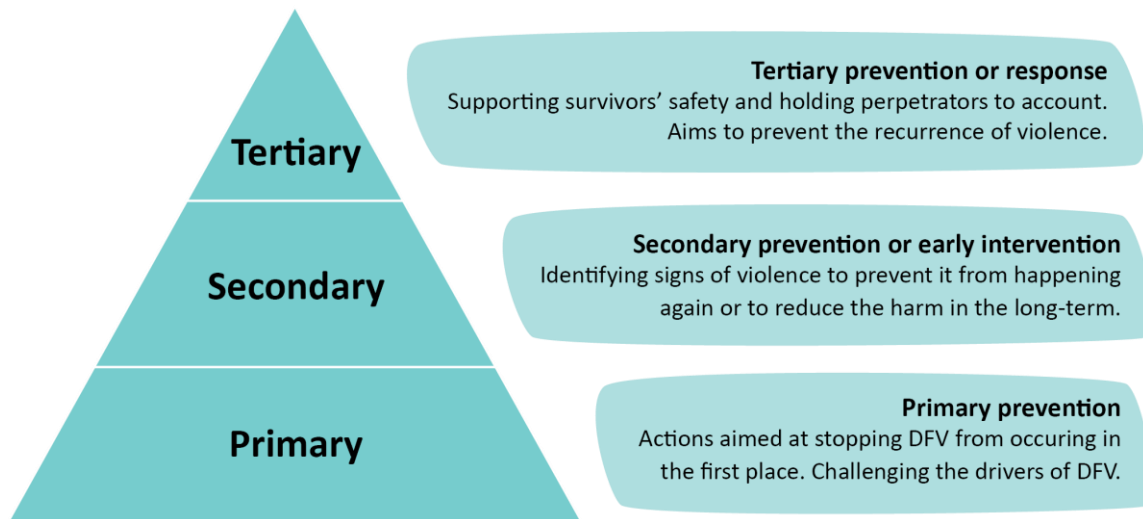 Tertiary
Tertiary prevention or response
Supporting survivors’ safety and holding perpetrators to account.
Aims to prevent the recurrence of violence.
Secondary
Secondary prevention or early intervention
Identifying signs of violence to prevent it from happening
again or to reduce the harm in the long-term.
Primary
Primary prevention
Actions aimed at stopping DFV from occuring in
the first place. Challenging the drivers of DFV.